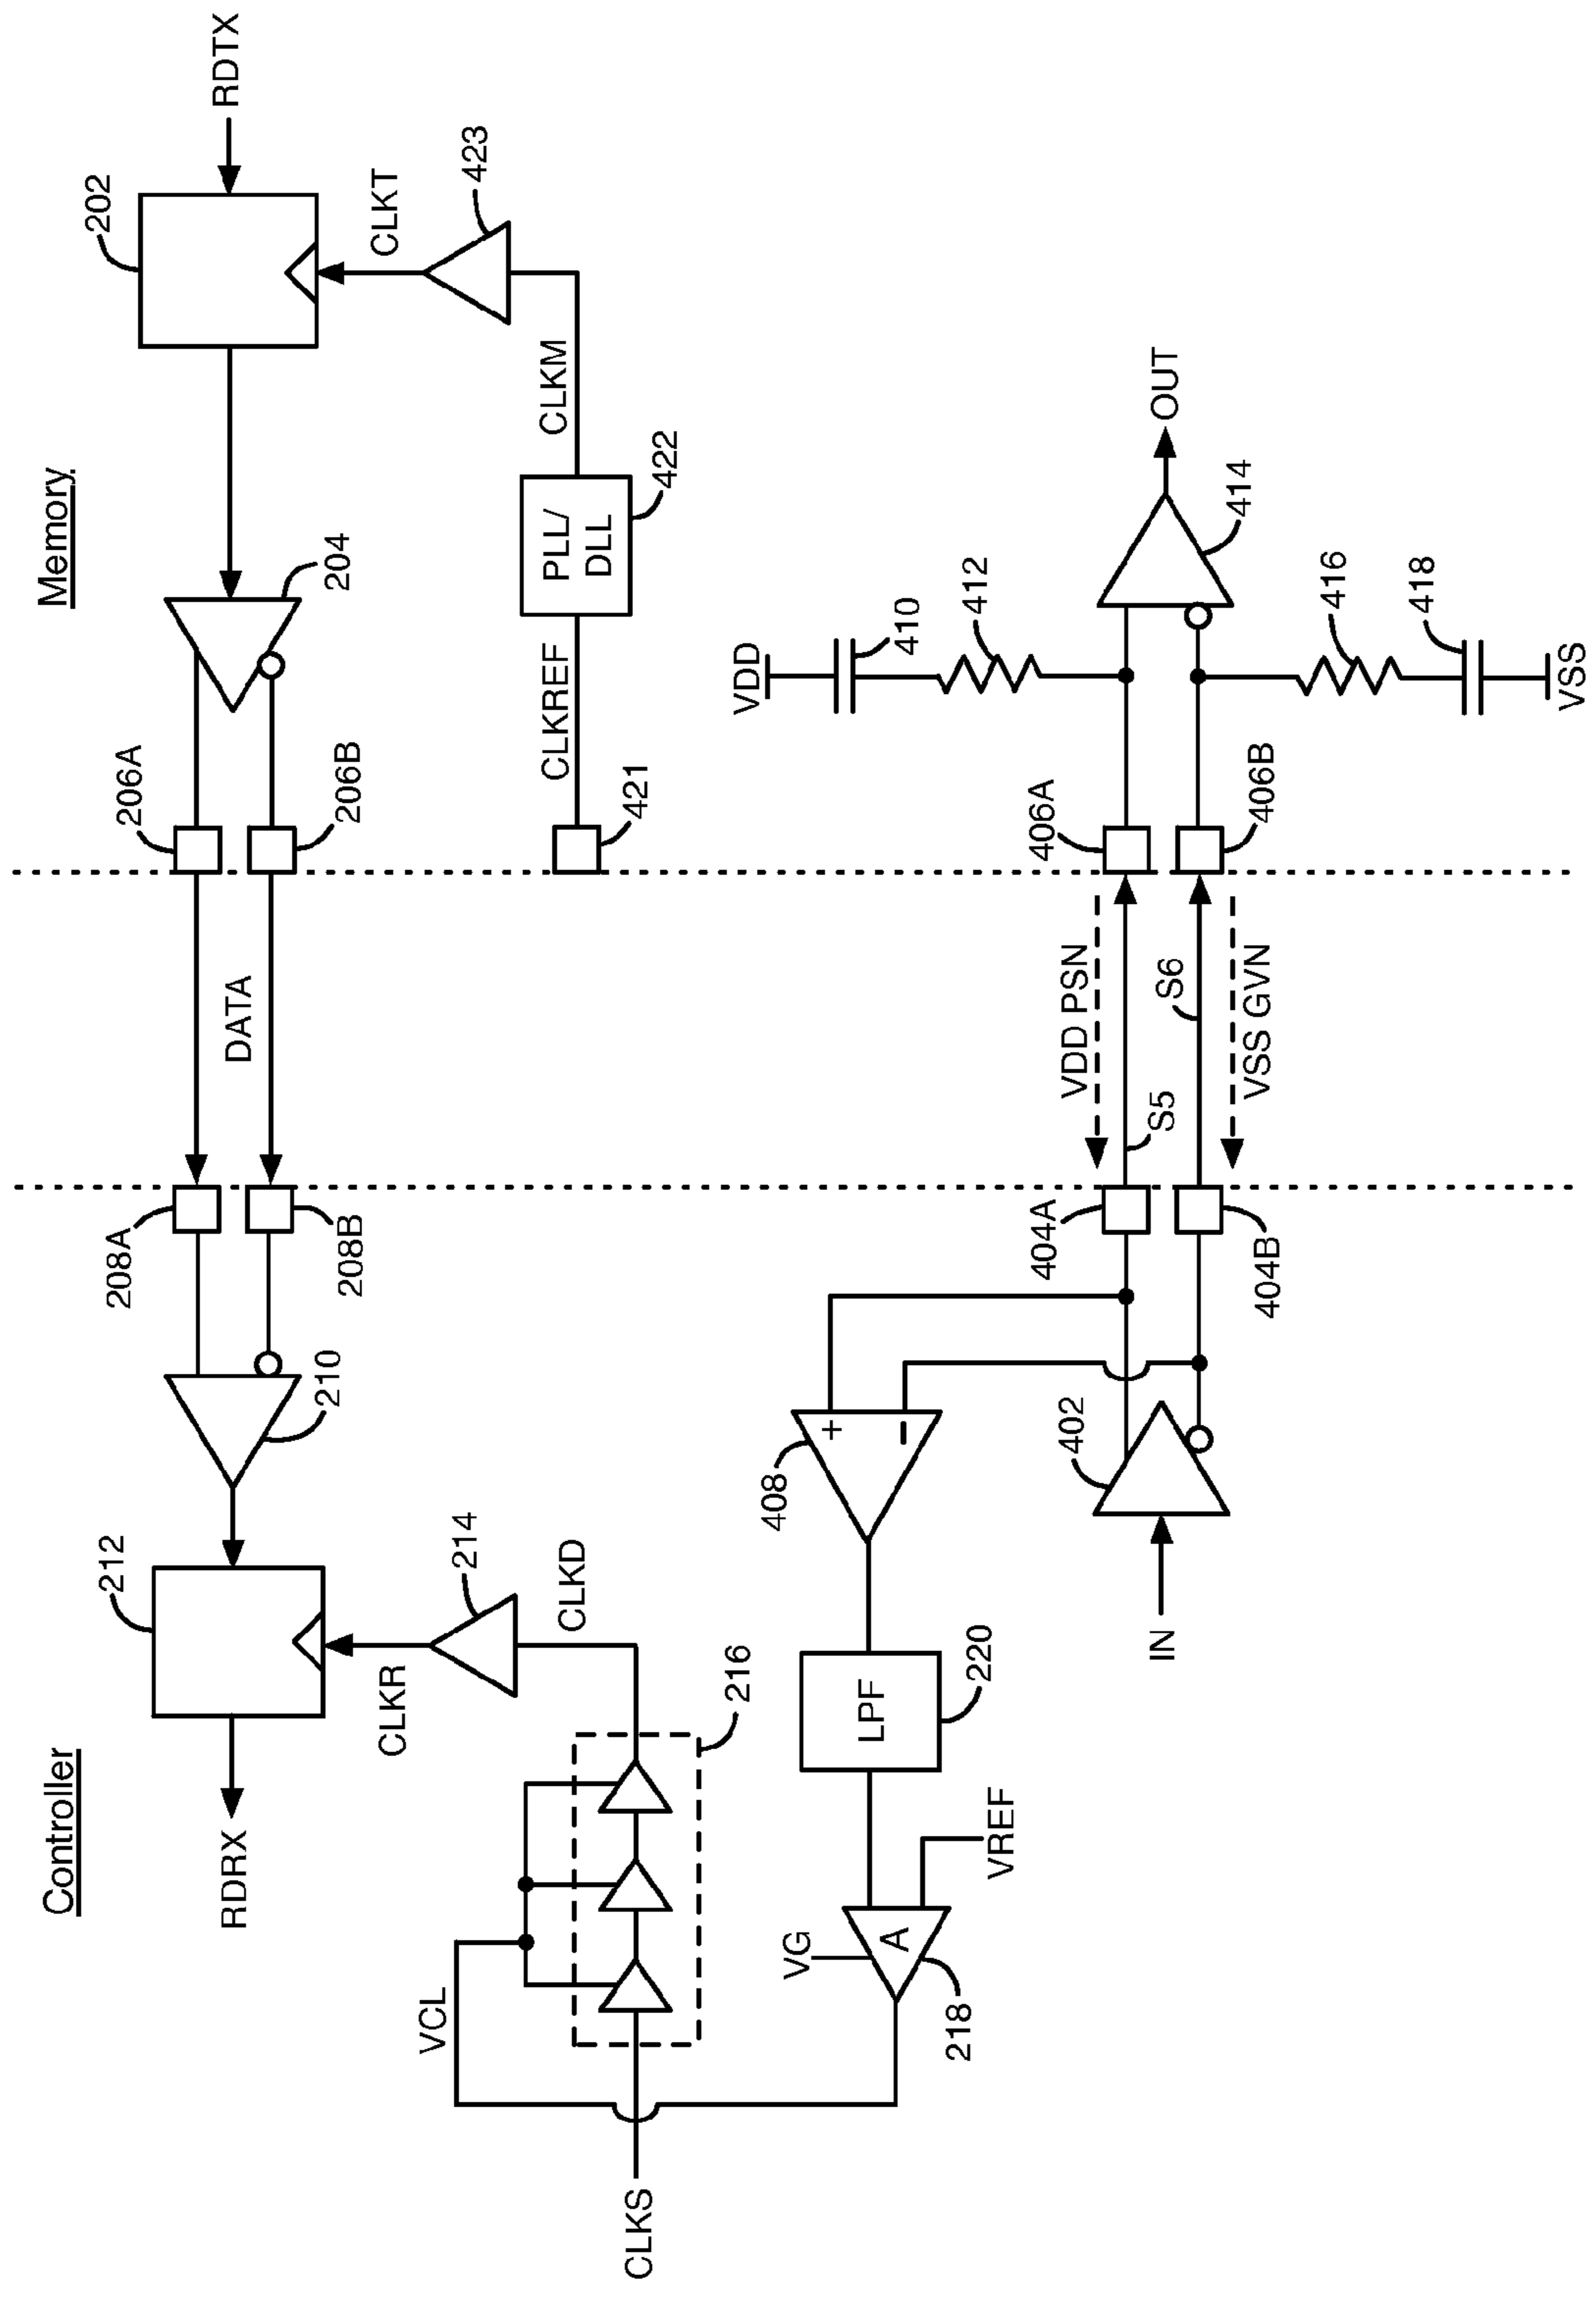 Controller
Memory
RDRX
212
210
208A
208B
DATA
206A
206B
204
202
RDTX
CLKR
214
CLKD
CLKT
423
CLKM
PLL/
DLL
422
CLKREF
421
VCL
216
CLKS
VG
A
218
VREF
LPF
220
408
+
−
IN
402
404A
404B
VDD PSN
S5
S6
VSS GVN
406A
406B
VDD
410
412
414
OUT
416
418
VSS